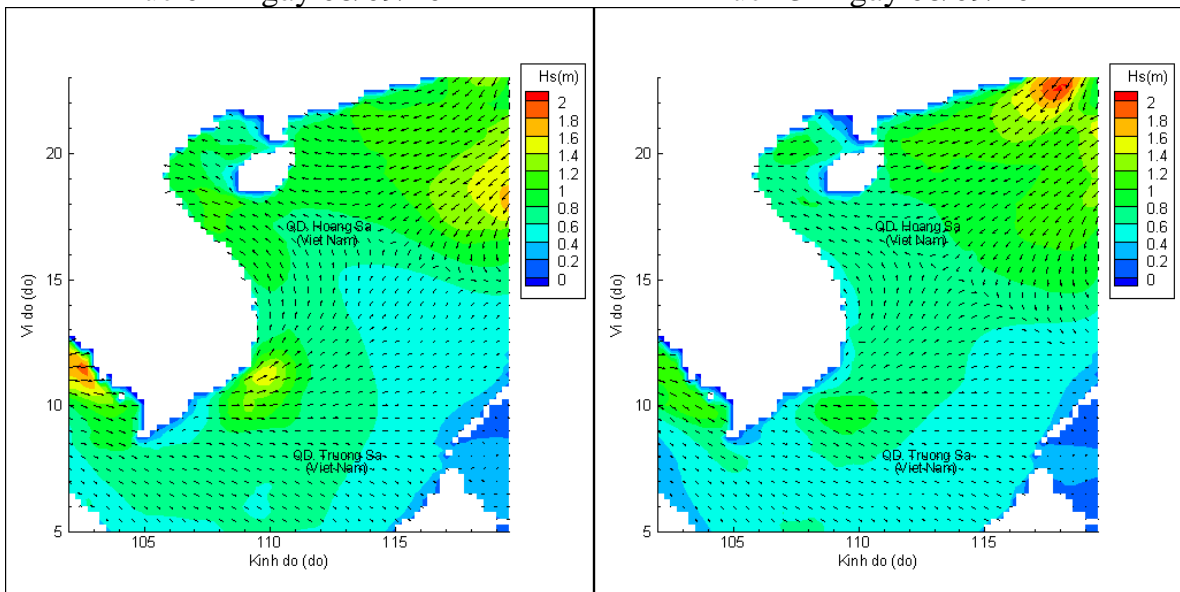 Hs(m)
2
1.8
1.6
1.4
1.2
1
0.8
0.6
0.4
0.2
0
20
15
10
5
Vi do (do)
QD. Hoang Sa
(Viet Nam)
QD. Truong Sa
(Viet Nam)
105
110
115
Kinh do (do)
Hs(m)
2
1.8
1.6
1.4
1.2
1
0.8
0.6
0.4
0.2
0
20
15
10
5
Vi do (do)
QD. Hoang Sa
(Viet Nam)
QD. Truong Sa
(Viet Nam)
105
110
115
Kinh do (do)